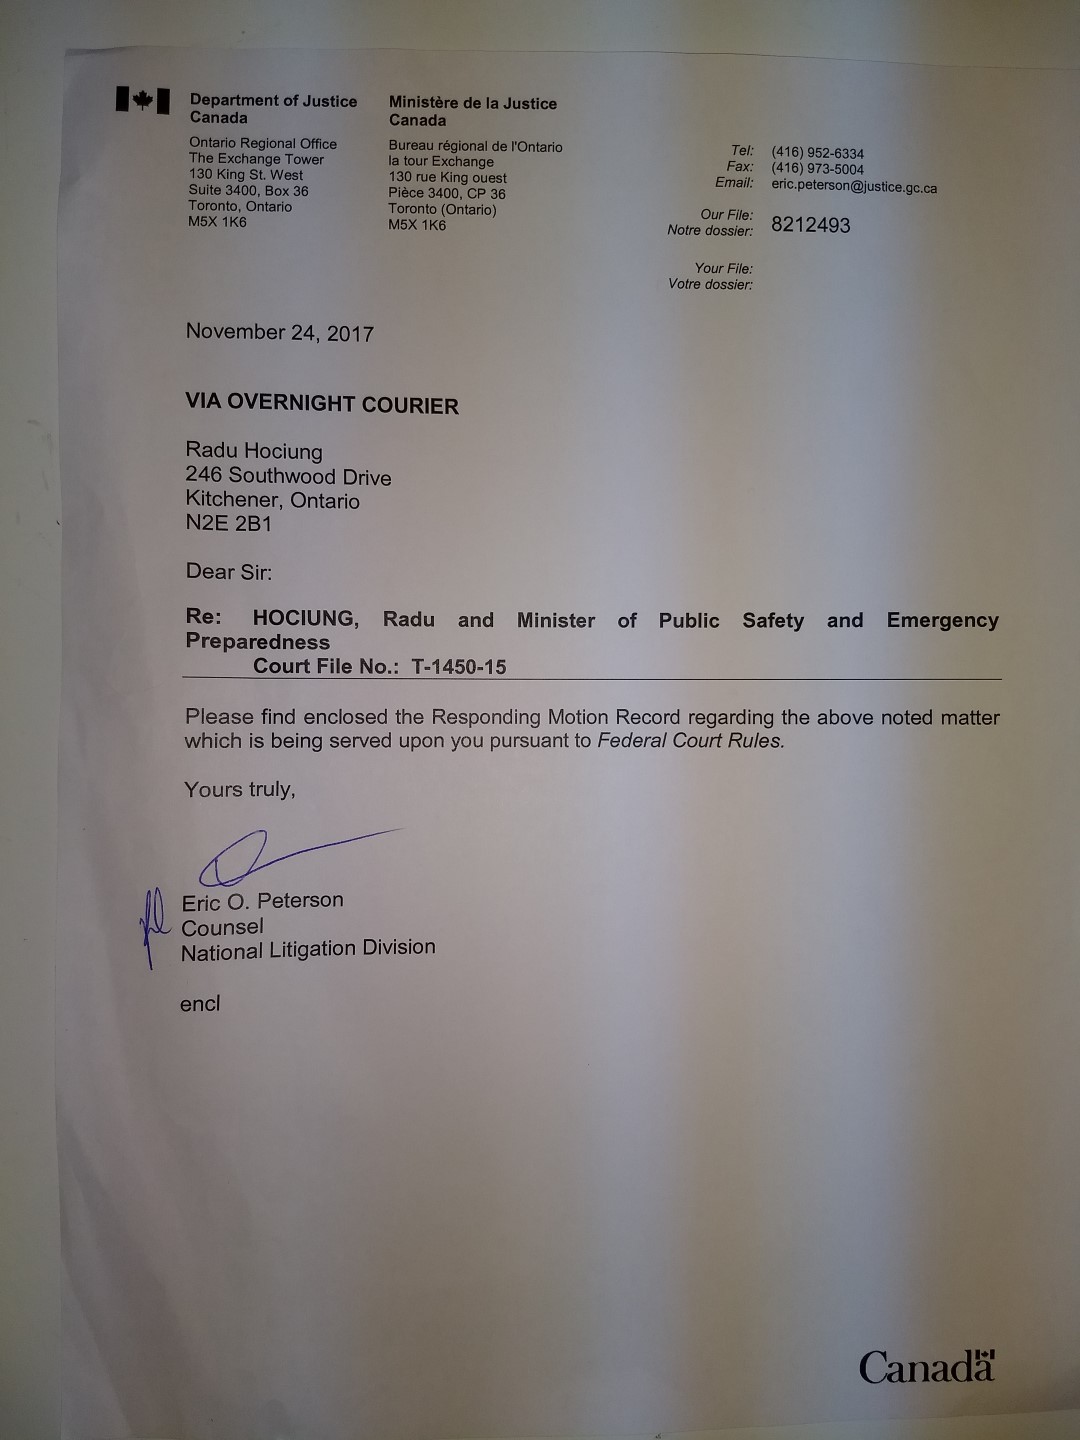 Department of Justice
Canada
Ontario Regional Office
The Exchange Tower
130 King St. West
Suite 3400, Box 36
Toronto, Ontario
M5X 1K6
Ministère de la Justice
Canada
Bureau régional de l'Ontario
la tour Exchange
130 rue King ouest
Pièce 3400, CP 36
Toronto (Ontario)
M5X 1K6
Tel: (416) 952-6334
Fax: (416) 973-5004
Email: eric.peterson@justice.gc.ca
Our File:
Notre dossier: 8212493
Your File:
Votre dossier:
November 24, 2017
VIA OVERNIGHT COURIER
Radu Hociung
246 Southwood Drive
Kitchener, Ontario
N2E 2B1
Dear Sir:
Re: HOCIUNG, Radu and Minister of Public Safety and Emergency
Preparedness
Court File No.: T-1450-15
Please find enclosed the Responding Motion Record regarding the above noted matter
which is being served upon you pursuant to Federal Court Rules.
Yours truly,
Eric O. Peterson
Counsel
National Litigation Division
encl
Canada